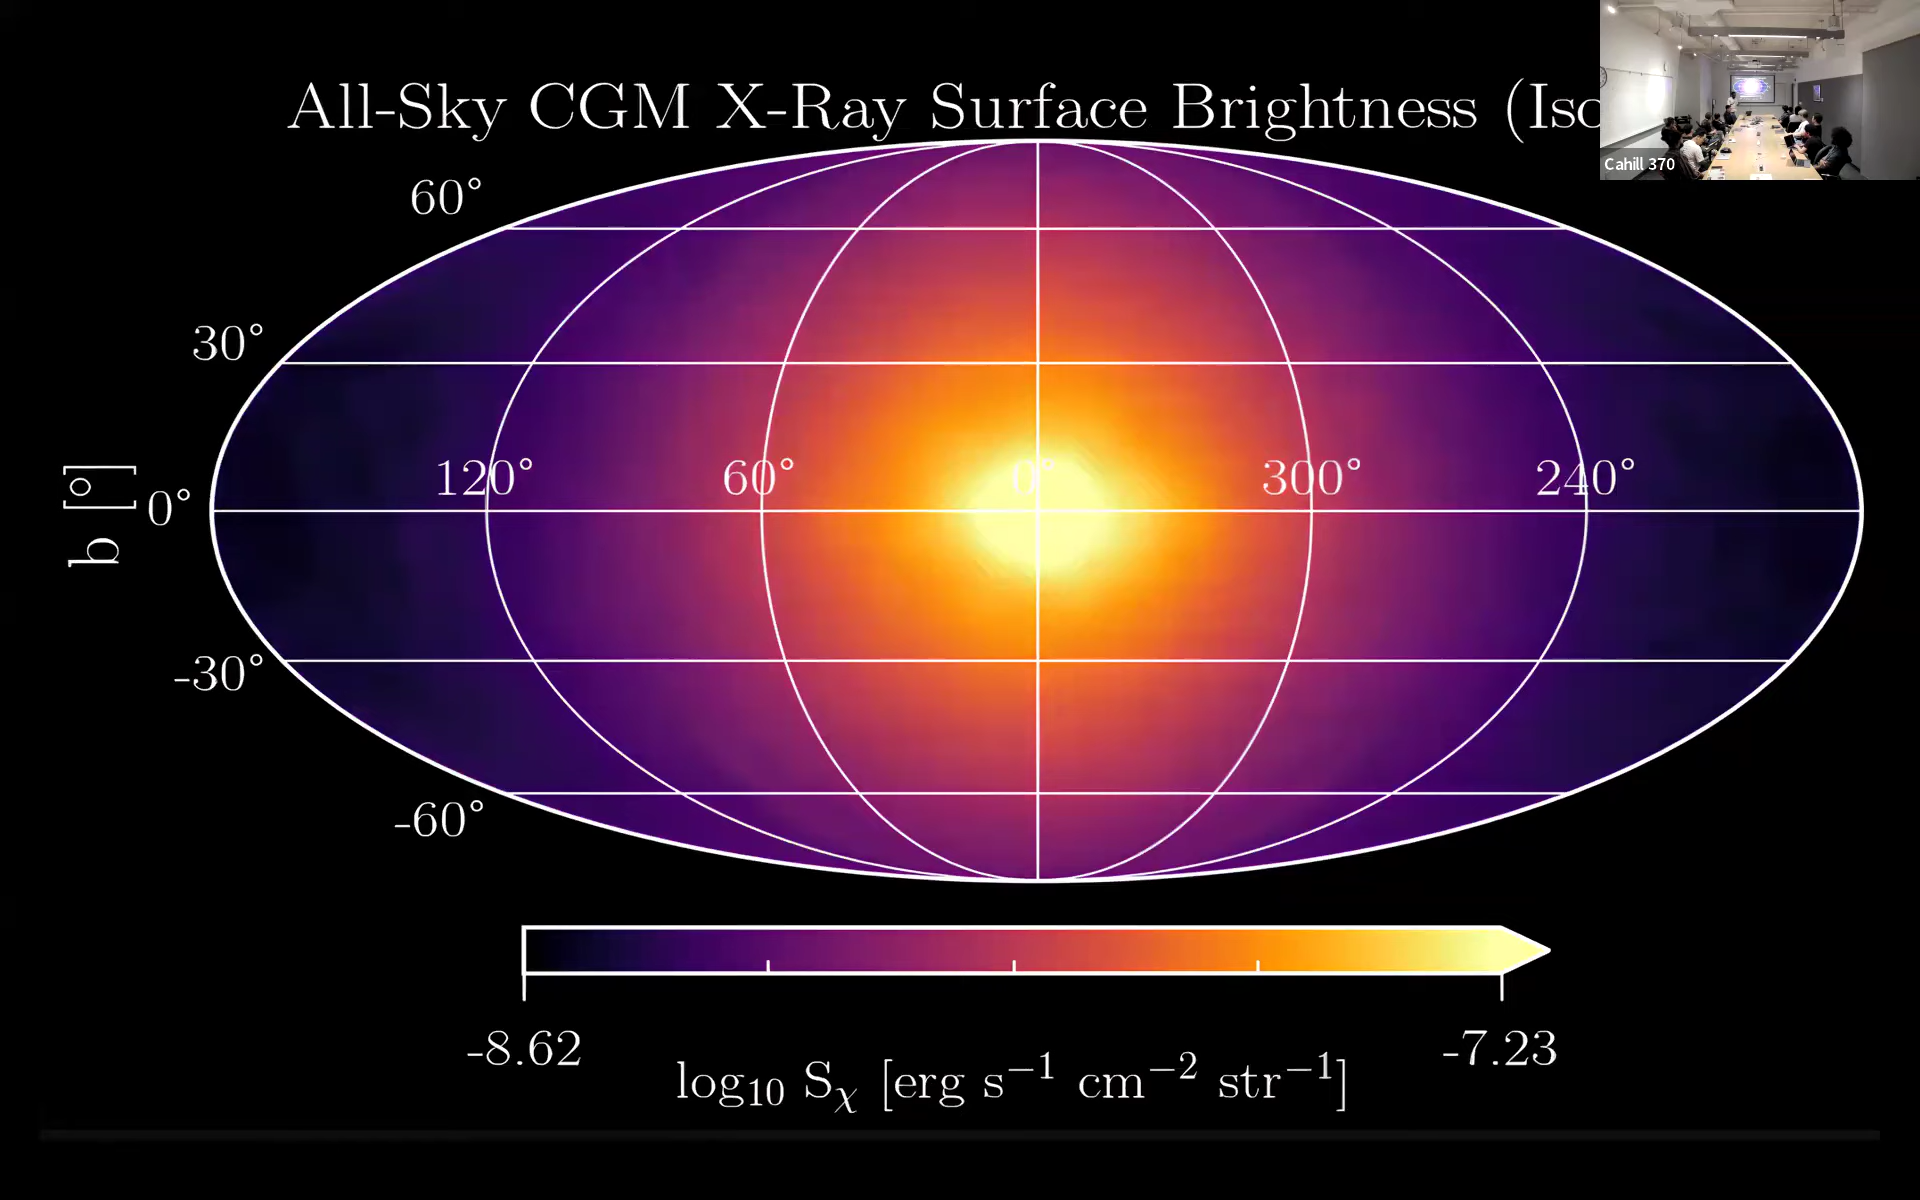 All-Sky CGM X-Ray Surface Brightness (Iso
Cahill 370
60°
30°
120° 60° 0° 300° 240°
b [°]
0°
-30°
-60°
-8.62 -7.23
log₁₀ Sᵪ [erg s⁻¹ cm⁻² str⁻¹]